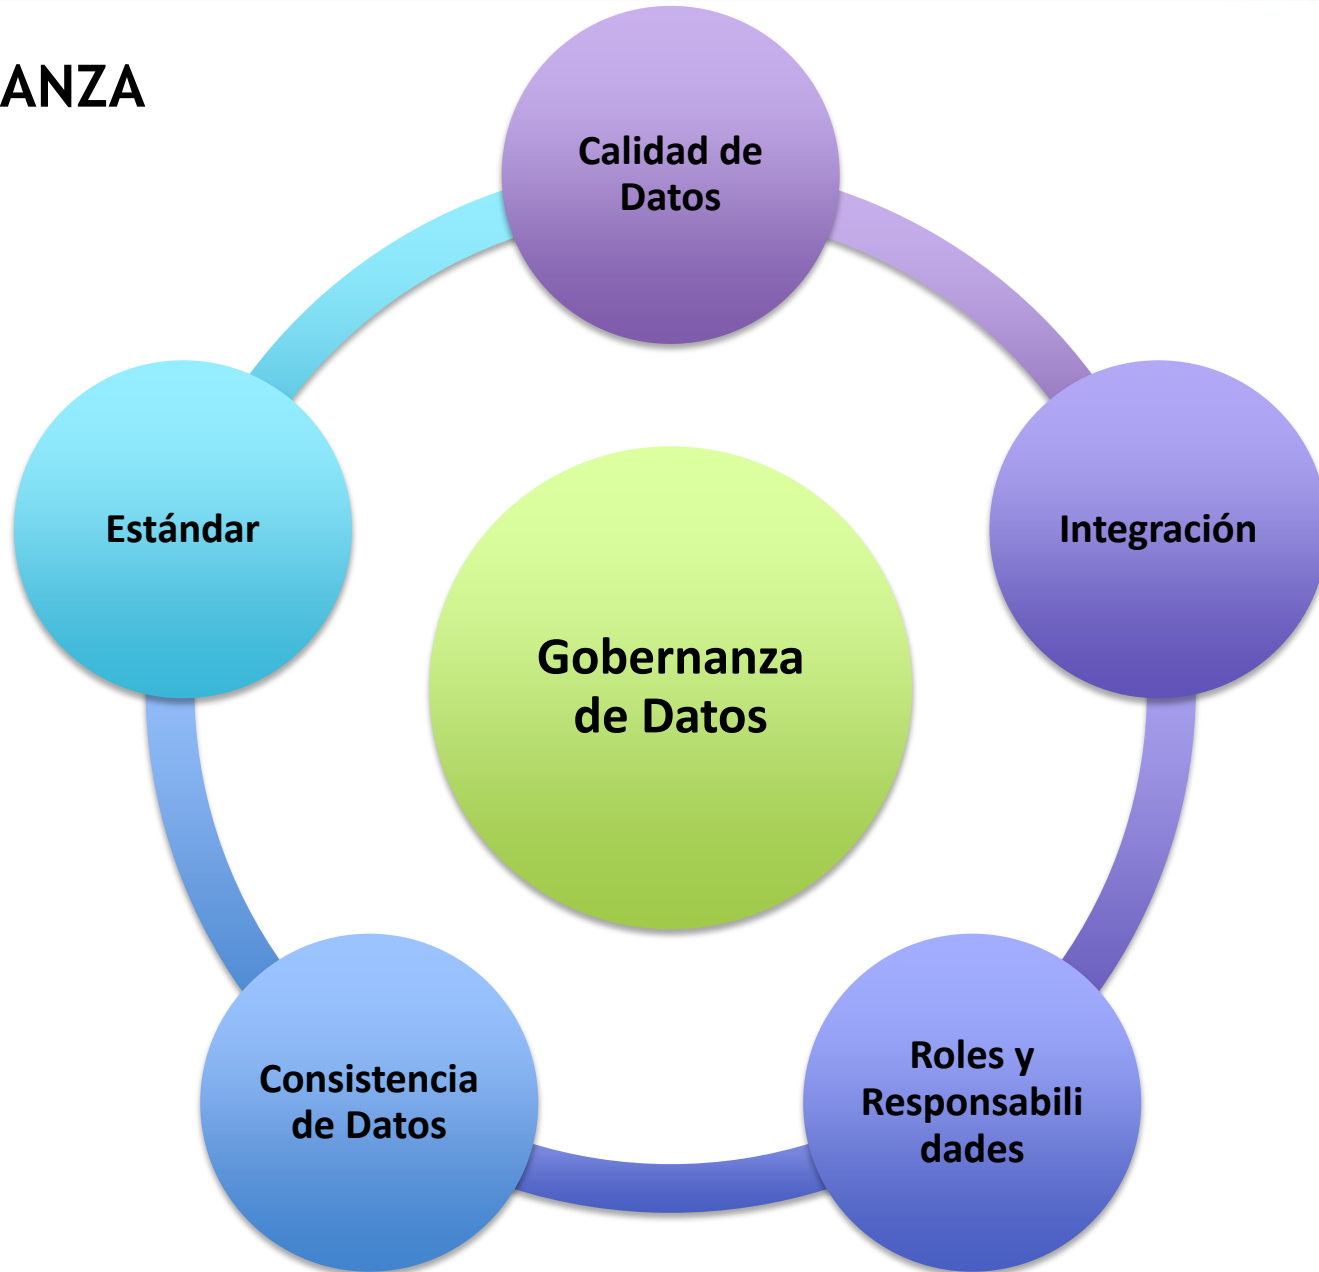 ANZA
Calidad de
Datos
Estándar
Integración
Gobernanza
de Datos
Consistencia
de Datos
Roles y
Responsabili
dades